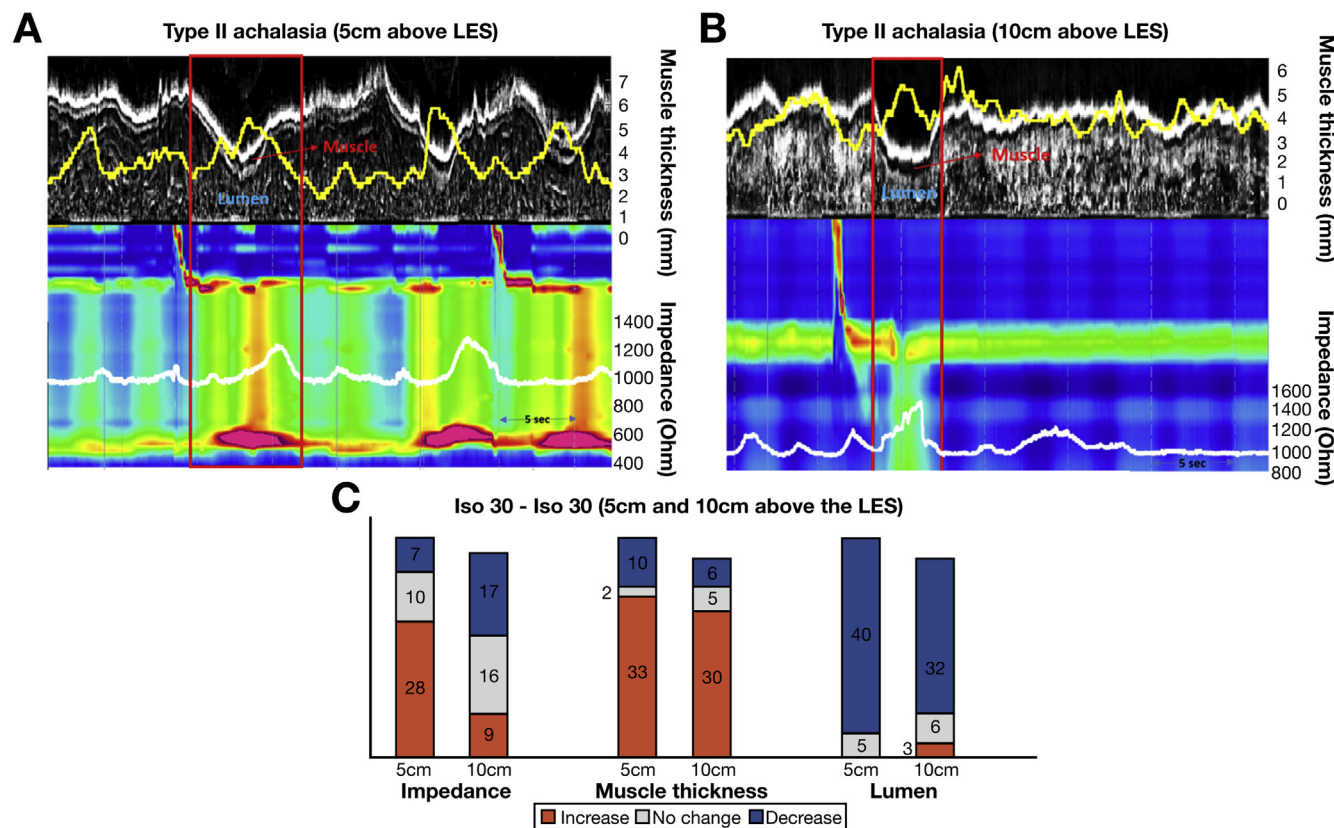 A
Type II achalasia (5cm above LES)
Muscle thickness (mm)
7
6
5
4
3
2
1
0
Muscle
Lumen
Impedance (Ohm)
1400
1200
1000
800
600
400
5 sec
B
Type II achalasia (10cm above LES)
Muscle thickness (mm)
6
5
4
3
2
1
0
Muscle
Lumen
Impedance (Ohm)
1600
1400
1200
1000
800
5 sec
C
Iso 30 - Iso 30 (5cm and 10cm above the LES)
7
10
28
17
16
9
10
2
33
6
5
30
40
5
32
6
3
5cm 10cm 5cm 10cm 5cm 10cm
Impedance Muscle thickness Lumen
Increase No change Decrease